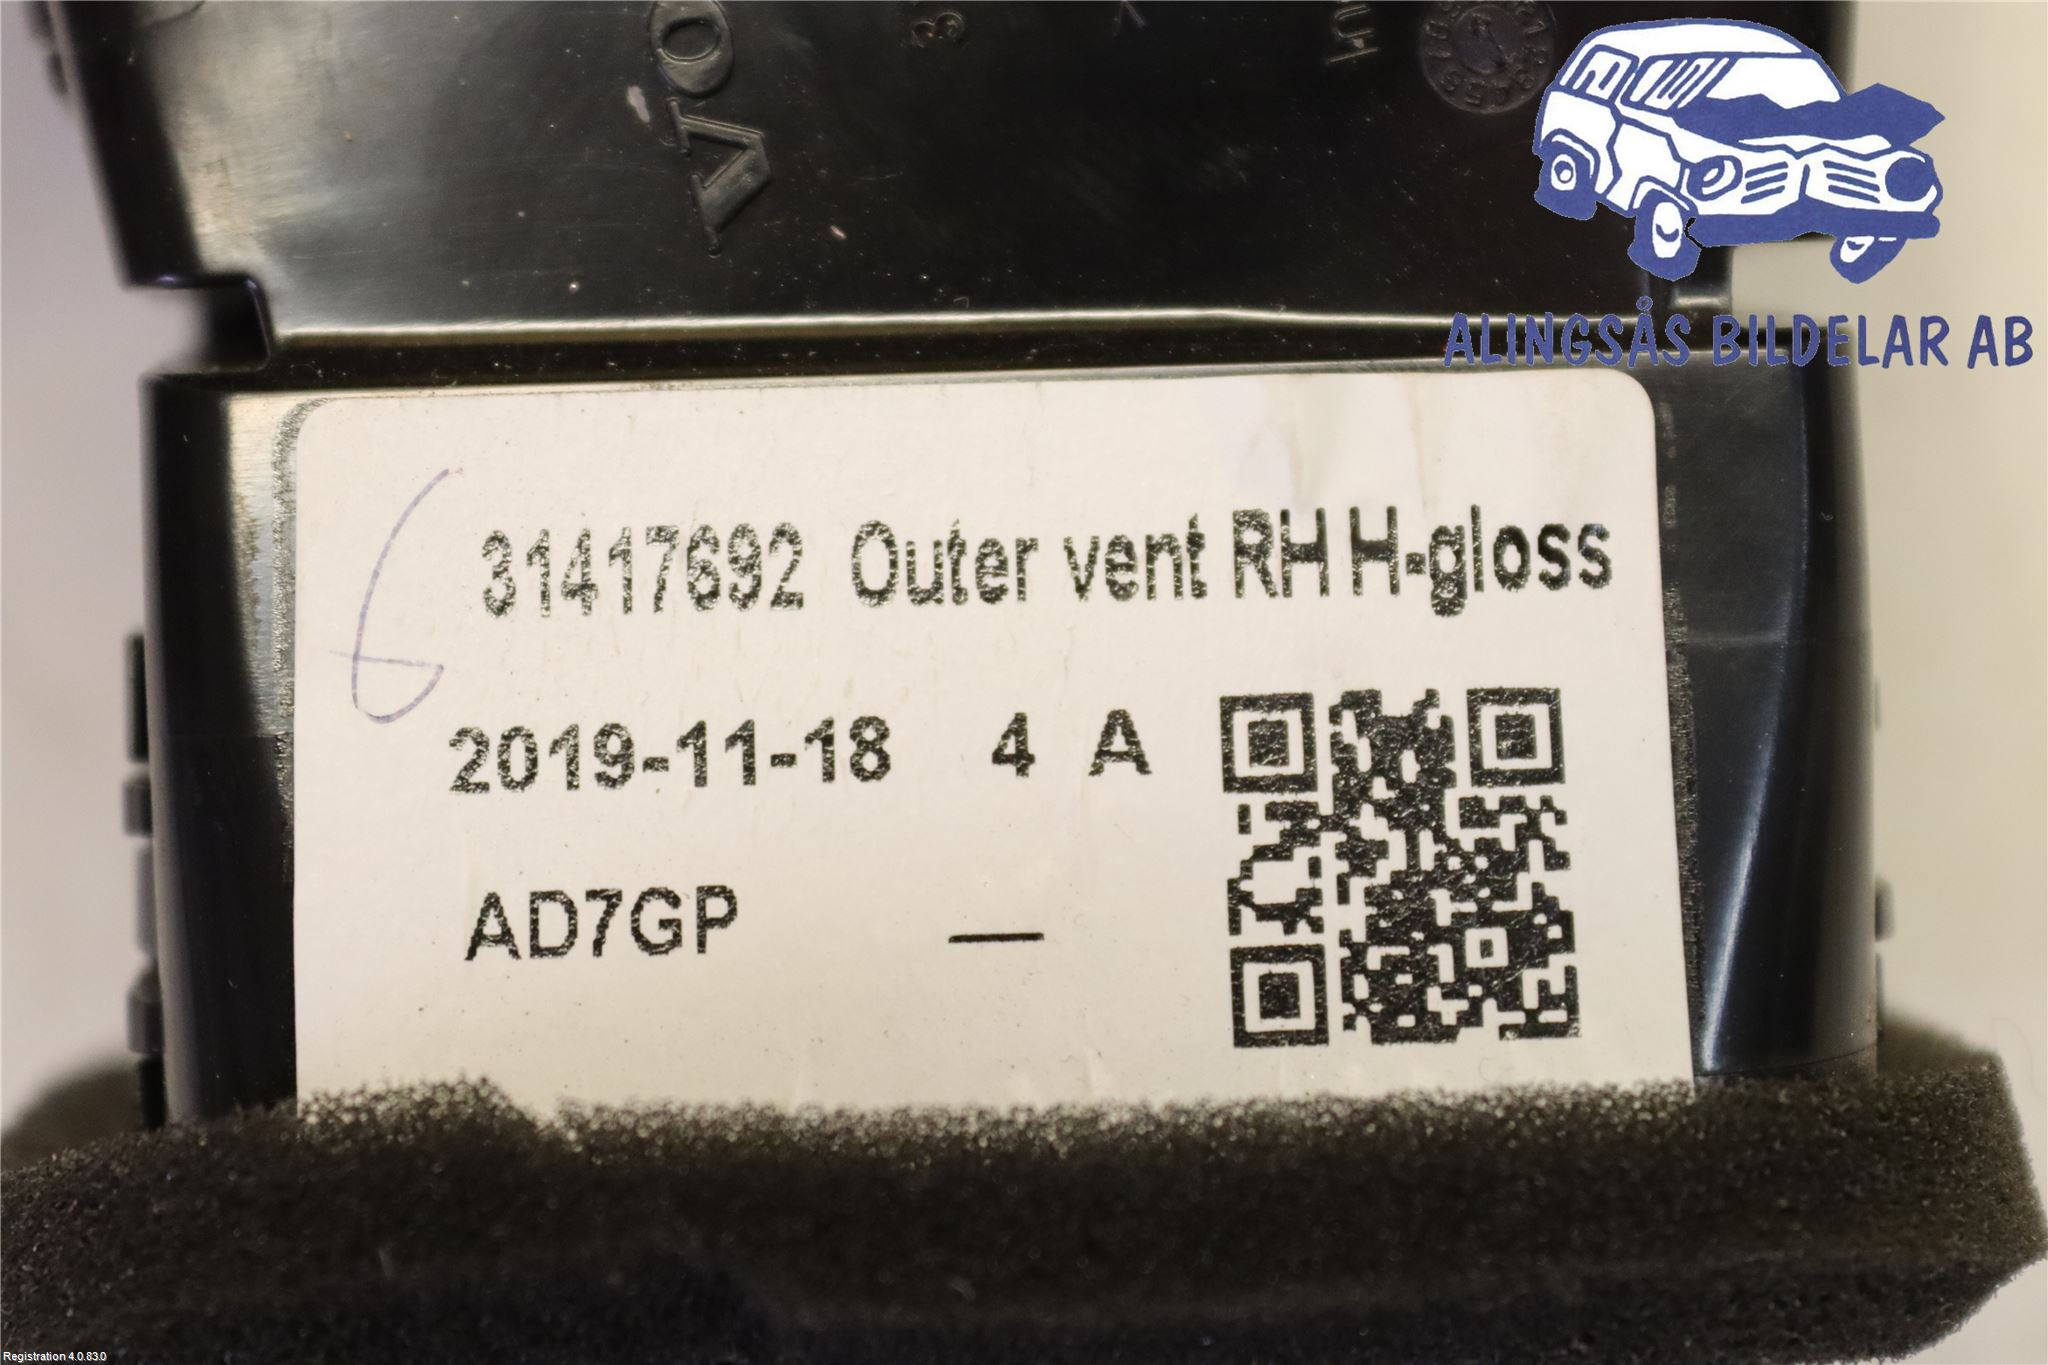 VO
ALINGSÅS BILDELAR AB
31417692 Outer vent RH H-gloss
2019-11-18 4 A
AD7GP —
6
Registration 4.0.83.0